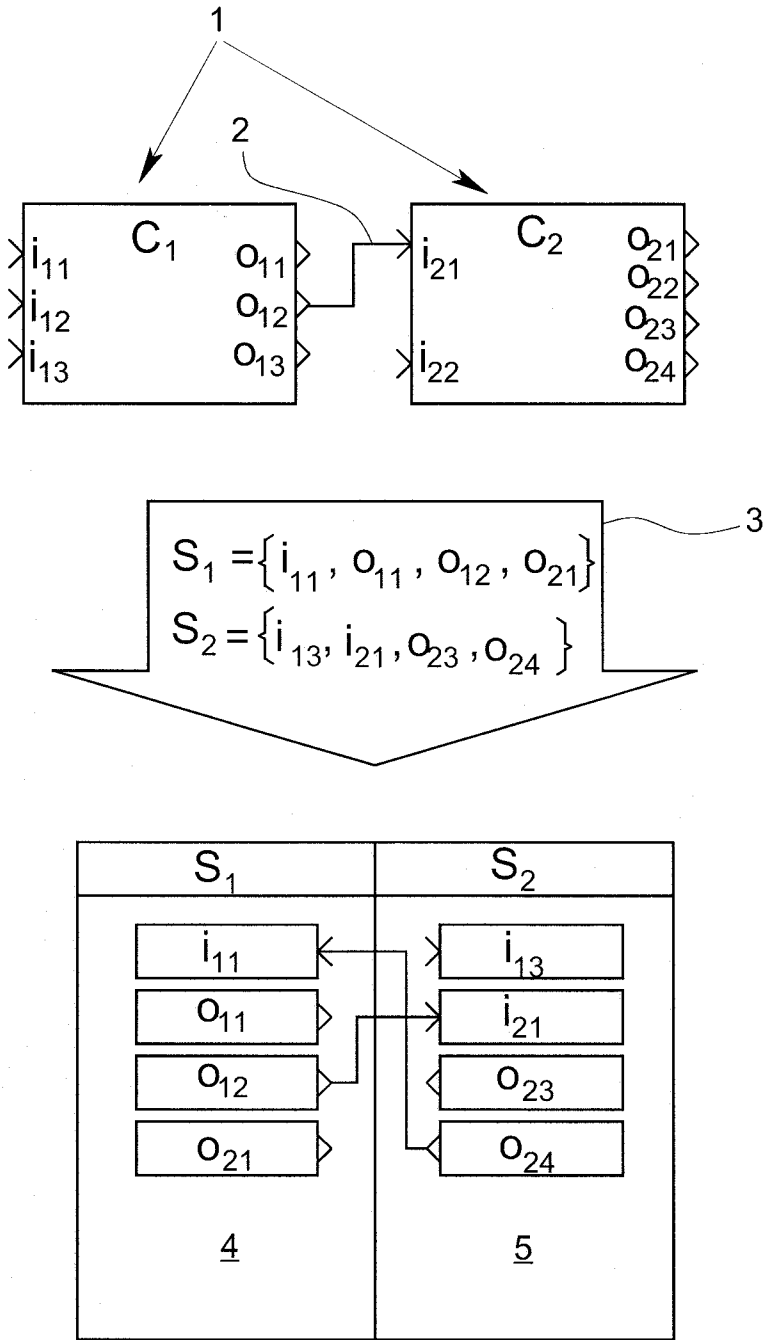 1
2
C₁ C₂
i₁₁ o₁₁ i₂₁ o₂₁
o₂₂
i₁₂ o₁₂ o₂₃
i₁₃ o₁₃ i₂₂ o₂₄
3
S₁ = {i₁₁, o₁₁, o₁₂, o₂₁}
S₂ = {i₁₃, i₂₁, o₂₃, o₂₄}
S₁ S₂
i₁₁ i₁₃
o₁₁ i₂₁
o₁₂ o₂₃
o₂₁ o₂₄
4 5